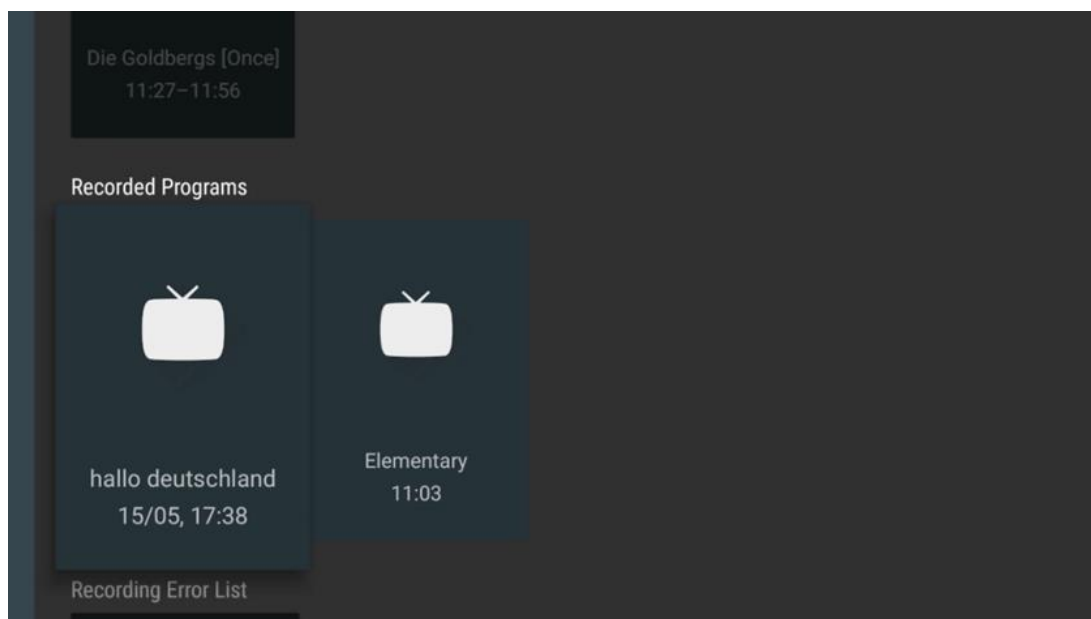 Die Goldbergs [Once]
11:27–11:56
Recorded Programs
hallo deutschland
15/05, 17:38
Elementary
11:03
Recording Error List